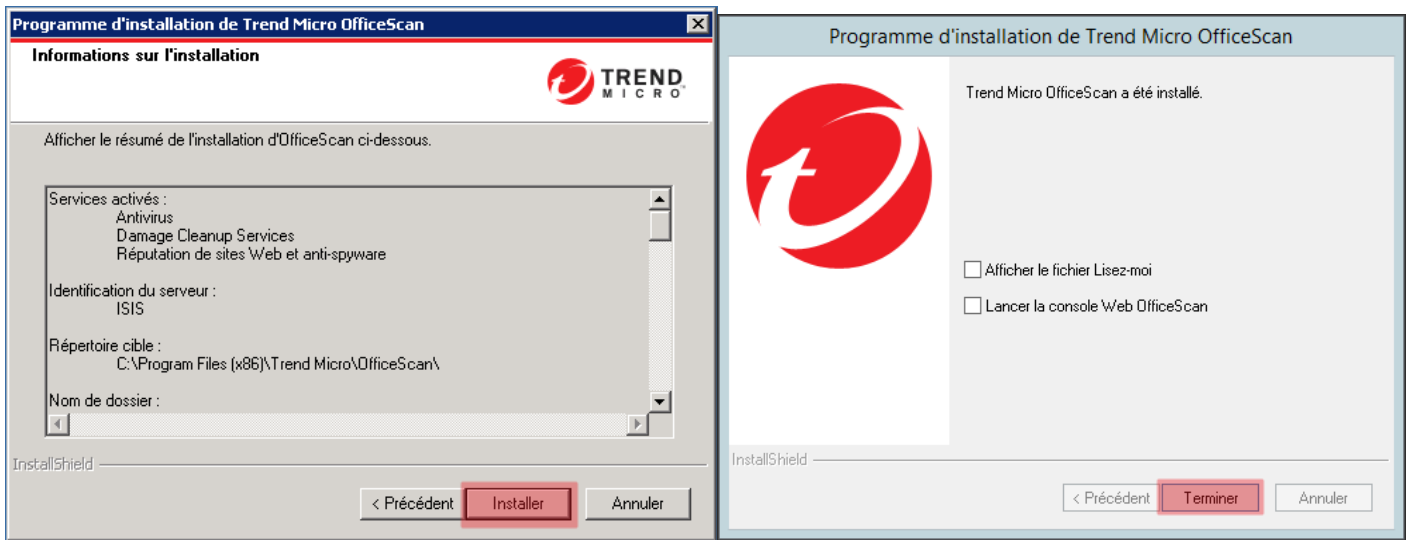 Programme d'installation de Trend Micro OfficeScan
Informations sur l'installation
TREND
MICRO
Afficher le résumé de l'installation d'OfficeScan ci-dessous.
Services activés :
Antivirus
Damage Cleanup Services
Réputation de sites Web et anti-spyware
Identification du serveur :
ISIS
Répertoire cible :
C:\Program Files (x86)\Trend Micro\OfficeScan\
Nom de dossier :
InstallShield
< Précédent
Installer
Annuler
Programme d'installation de Trend Micro OfficeScan
Trend Micro OfficeScan a été installé.
Afficher le fichier Lisez-moi
Lancer la console Web OfficeScan
InstallShield
< Précédent
Terminer
Annuler